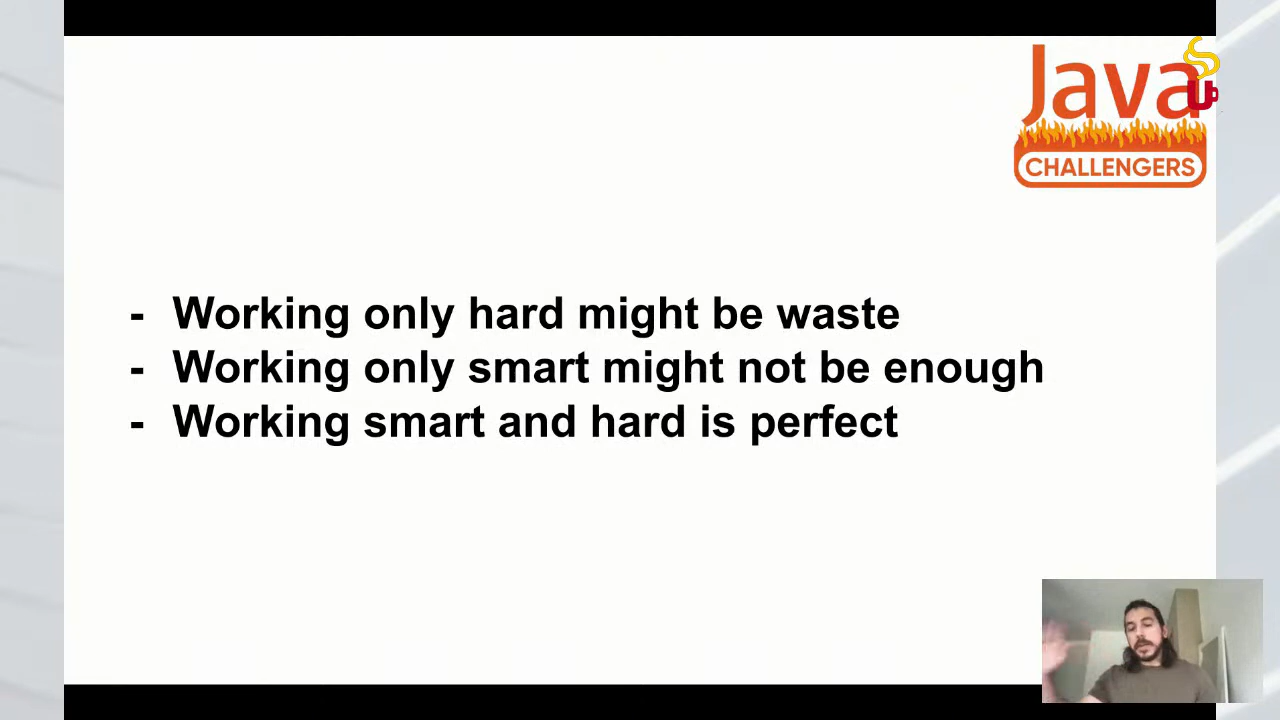 Java
CHALLENGERS
- Working only hard might be waste
- Working only smart might not be enough
- Working smart and hard is perfect